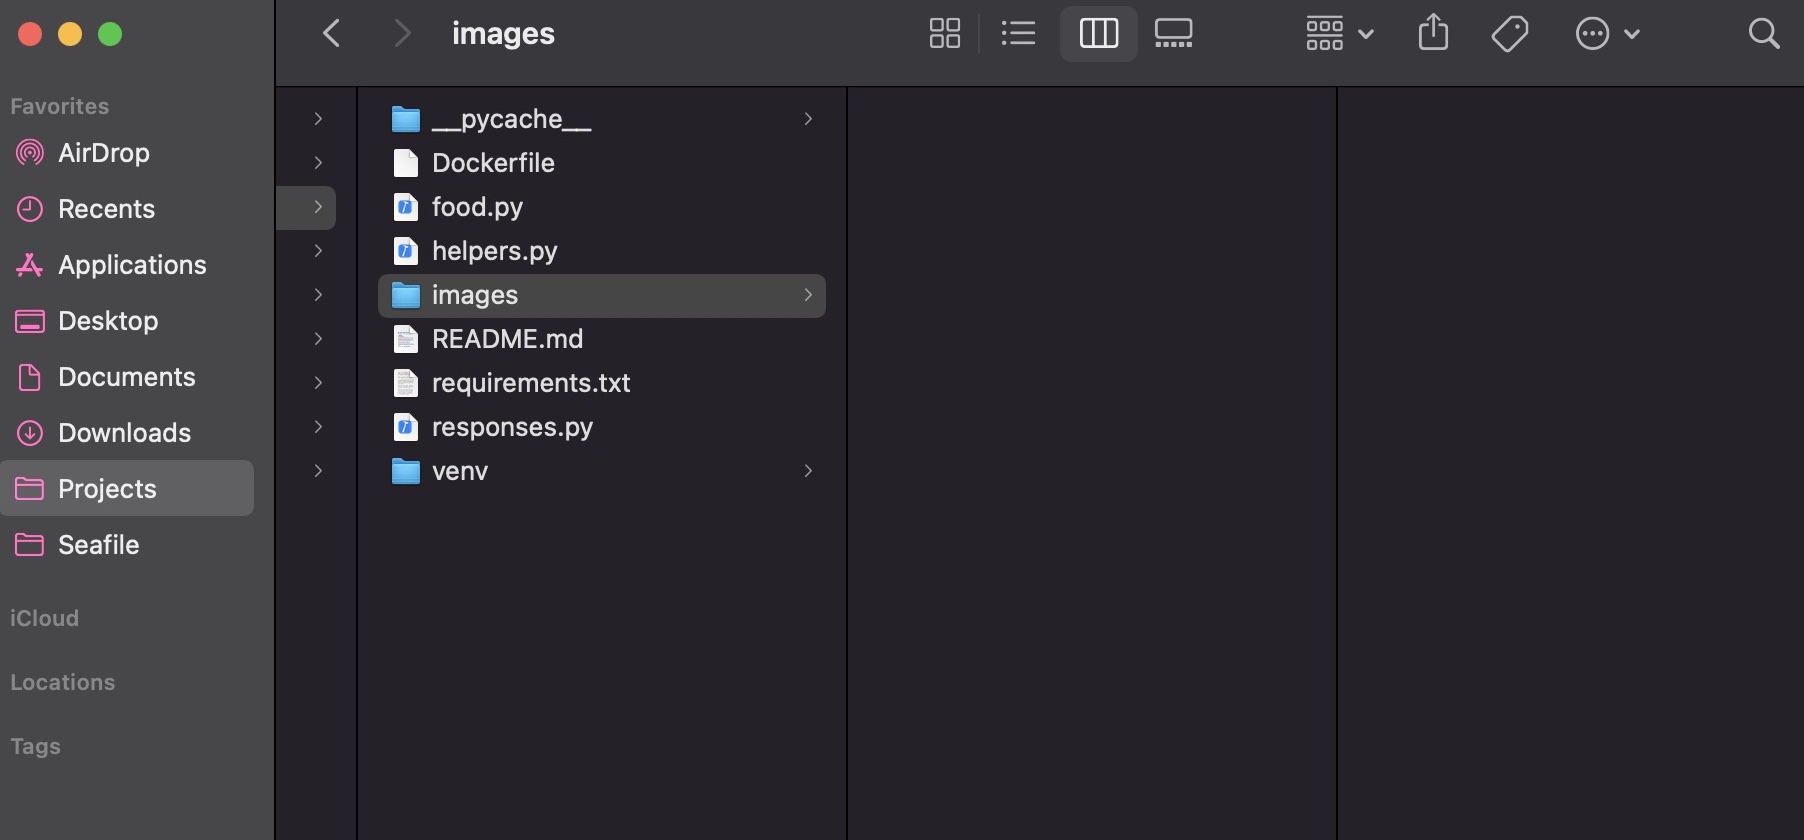 images
Favorites
AirDrop
Recents
Applications
Desktop
Documents
Downloads
Projects
Seafile
iCloud
Locations
Tags
__pycache__
Dockerfile
food.py
helpers.py
images
README.md
requirements.txt
responses.py
venv